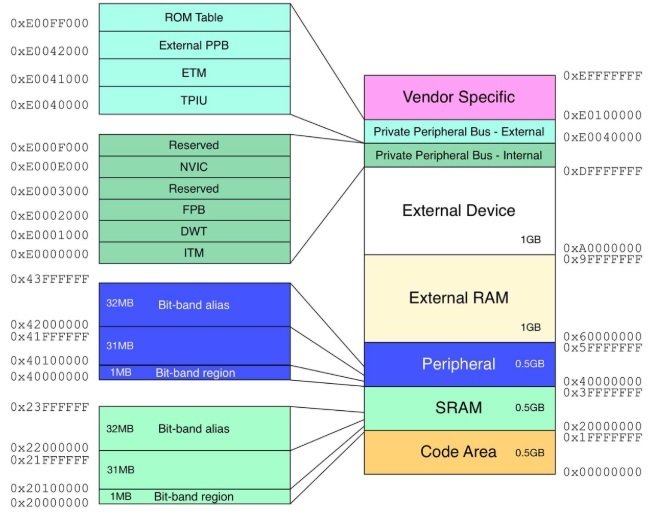 0xE00FF000
ROM Table
0xE0042000
External PPB
0xE0041000
ETM
0xE0040000
TPIU
0xE000F000
Reserved
0xE000E000
NVIC
0xE0003000
Reserved
0xE0002000
FPB
0xE0001000
DWT
0xE0000000
ITM
0x43FFFFFF
32MB Bit-band alias
0x42000000
0x41FFFFFF
31MB
0x40100000
1MB Bit-band region
0x40000000
0x23FFFFFF
32MB Bit-band alias
0x22000000
0x21FFFFFF
31MB
0x20100000
1MB Bit-band region
0x20000000
0xEFFFFFFF
Vendor Specific
0xE0100000
Private Peripheral Bus - External
0xE0040000
Private Peripheral Bus - Internal
0xDFFFFFFF
External Device
1GB
0xA0000000
0x9FFFFFFF
External RAM
1GB
0x60000000
0x5FFFFFFF
Peripheral 0.5GB
0x40000000
0x3FFFFFFF
SRAM 0.5GB
0x20000000
0x1FFFFFFF
Code Area 0.5GB
0x00000000